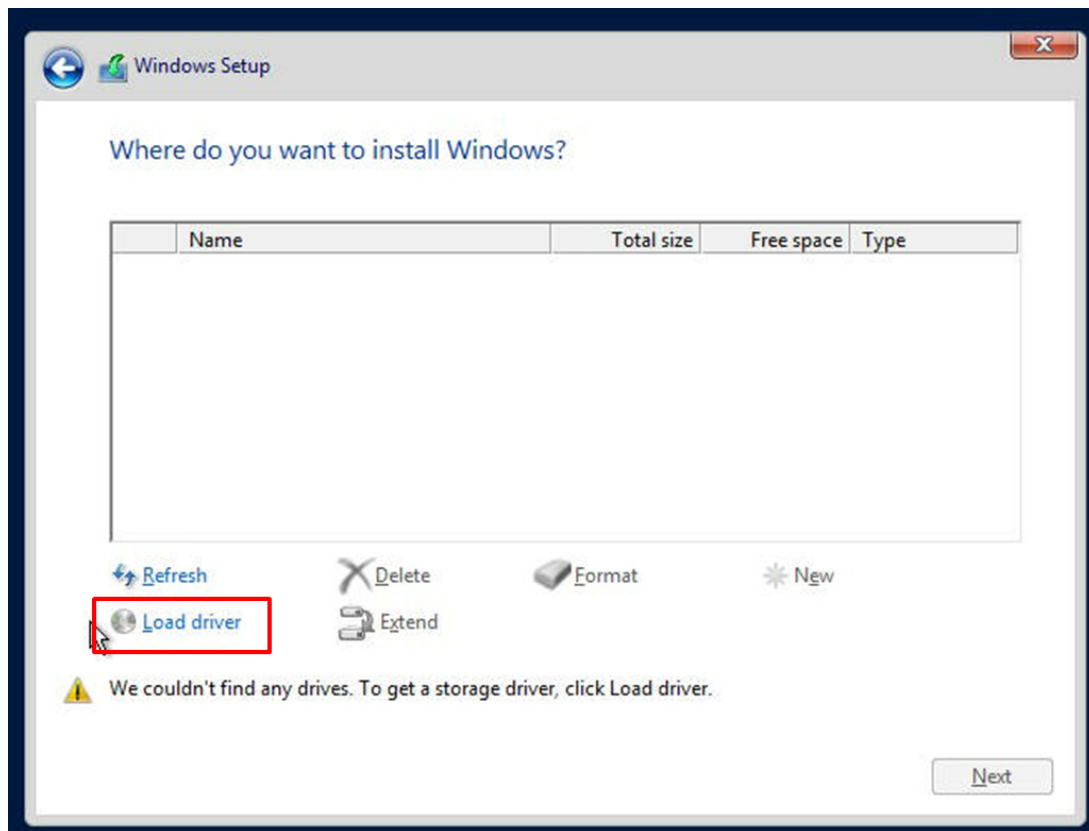 Windows Setup
Where do you want to install Windows?
Name Total size Free space Type
Refresh Delete Format New
Load driver Extend
We couldn't find any drives. To get a storage driver, click Load driver.
Next